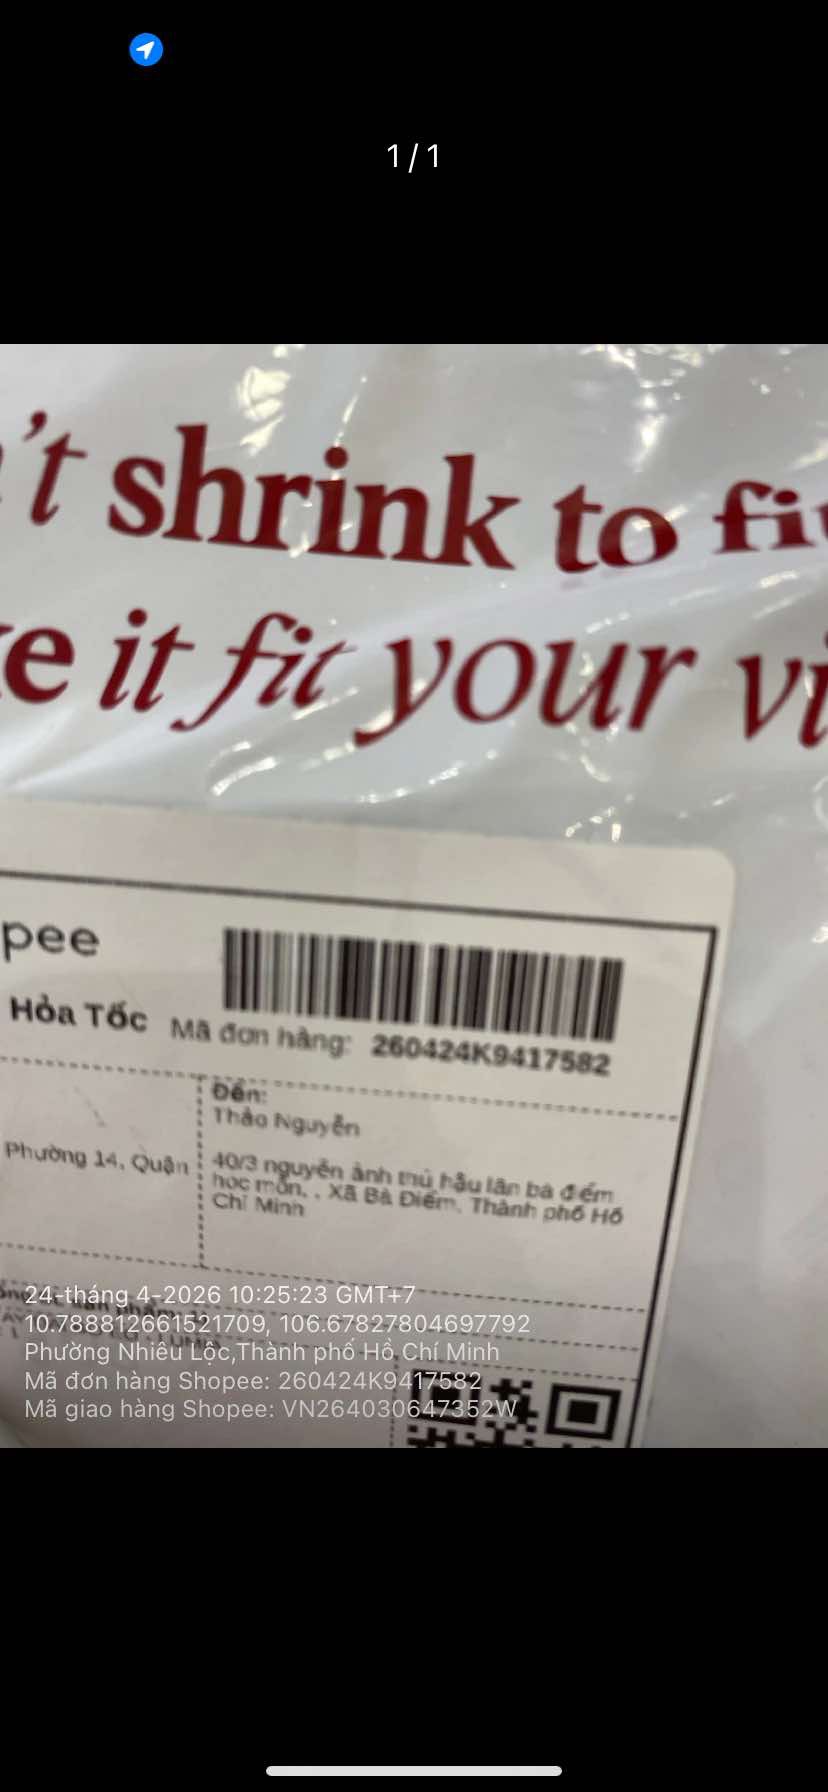 1 / 1
't shrink to fit
e it fit your vi
pee
Hỏa Tốc
Mã đơn hàng: 260424K9417582
Đến:
Thảo Nguyễn
Phường 14, Quận
40/3 nguyễn ảnh thủ hậu lân bà điểm
hoc môn, , Xã Bà Điểm, Thành phố Hồ
Chí Minh
24-tháng 4-2026 10:25:23 GMT+7
10.788812661521709, 106.67827804697792
Phường Nhiêu Lộc,Thành phố Hồ Chí Minh
Mã đơn hàng Shopee: 260424K9417582
Mã giao hàng Shopee: VN264030647352W